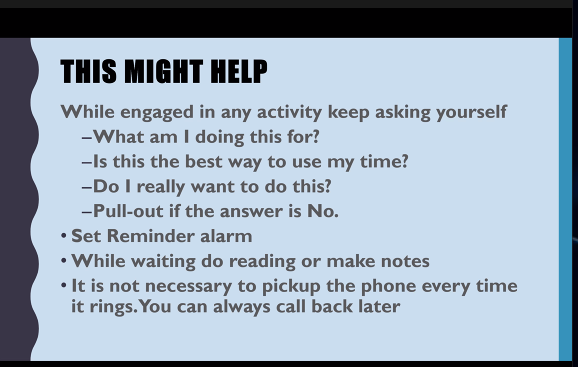 THIS MIGHT HELP
While engaged in any activity keep asking yourself
–What am I doing this for?
–Is this the best way to use my time?
–Do I really want to do this?
–Pull-out if the answer is No.
• Set Reminder alarm
• While waiting do reading or make notes
• It is not necessary to pickup the phone every time
it rings.You can always call back later